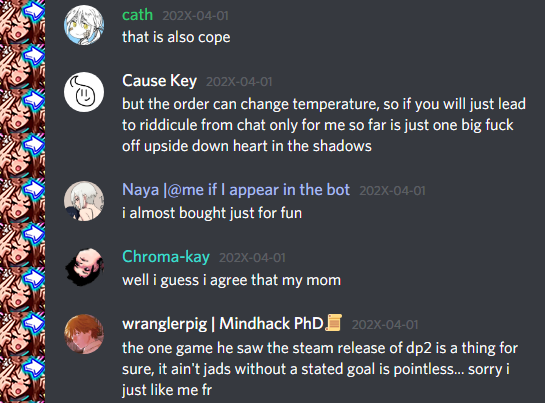 cath 202X-04-01
that is also cope
Cause Key 202X-04-01
but the order can change temperature, so if you will just lead
to riddicule from chat only for me so far is just one big fuck
off upside down heart in the shadows
Naya |@me if I appear in the bot 202X-04-01
i almost bought just for fun
Chroma-kay 202X-04-01
well i guess i agree that my mom
wranglerpig | Mindhack PhD📜 202X-04-01
the one game he saw the steam release of dp2 is a thing for
sure, it ain't jads without a stated goal is pointless... sorry i
just like me fr